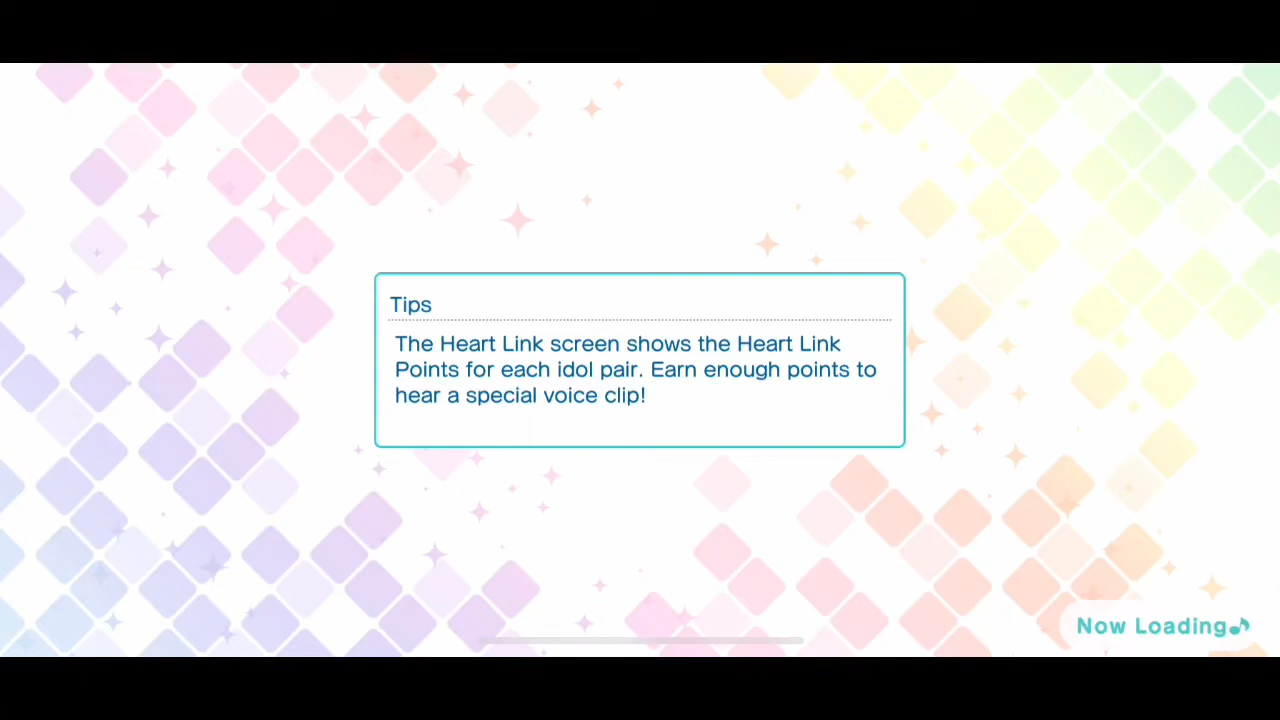 Tips
The Heart Link screen shows the Heart Link
Points for each idol pair. Earn enough points to
hear a special voice clip!
Now Loading♪